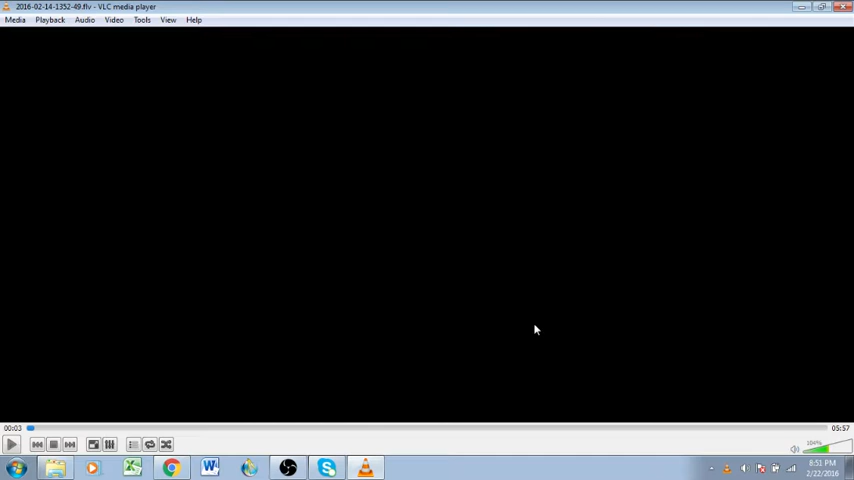 2016-02-14-1352-49.flv - VLC media player
Media Playback Audio Video Tools View Help
00:03 05:57
104%
8:51 PM
2/22/2016